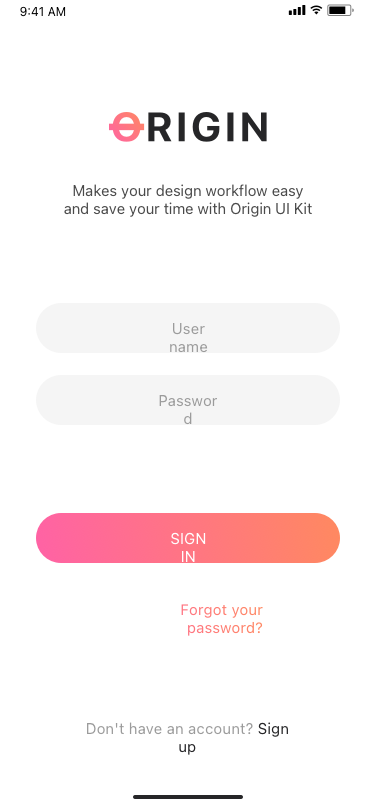 9:41 AM
ORIGIN
Makes your design workflow easy
and save your time with Origin UI Kit
User
name
Passwor
d
SIGN
IN
Forgot your
password?
Don't have an account? Sign
up